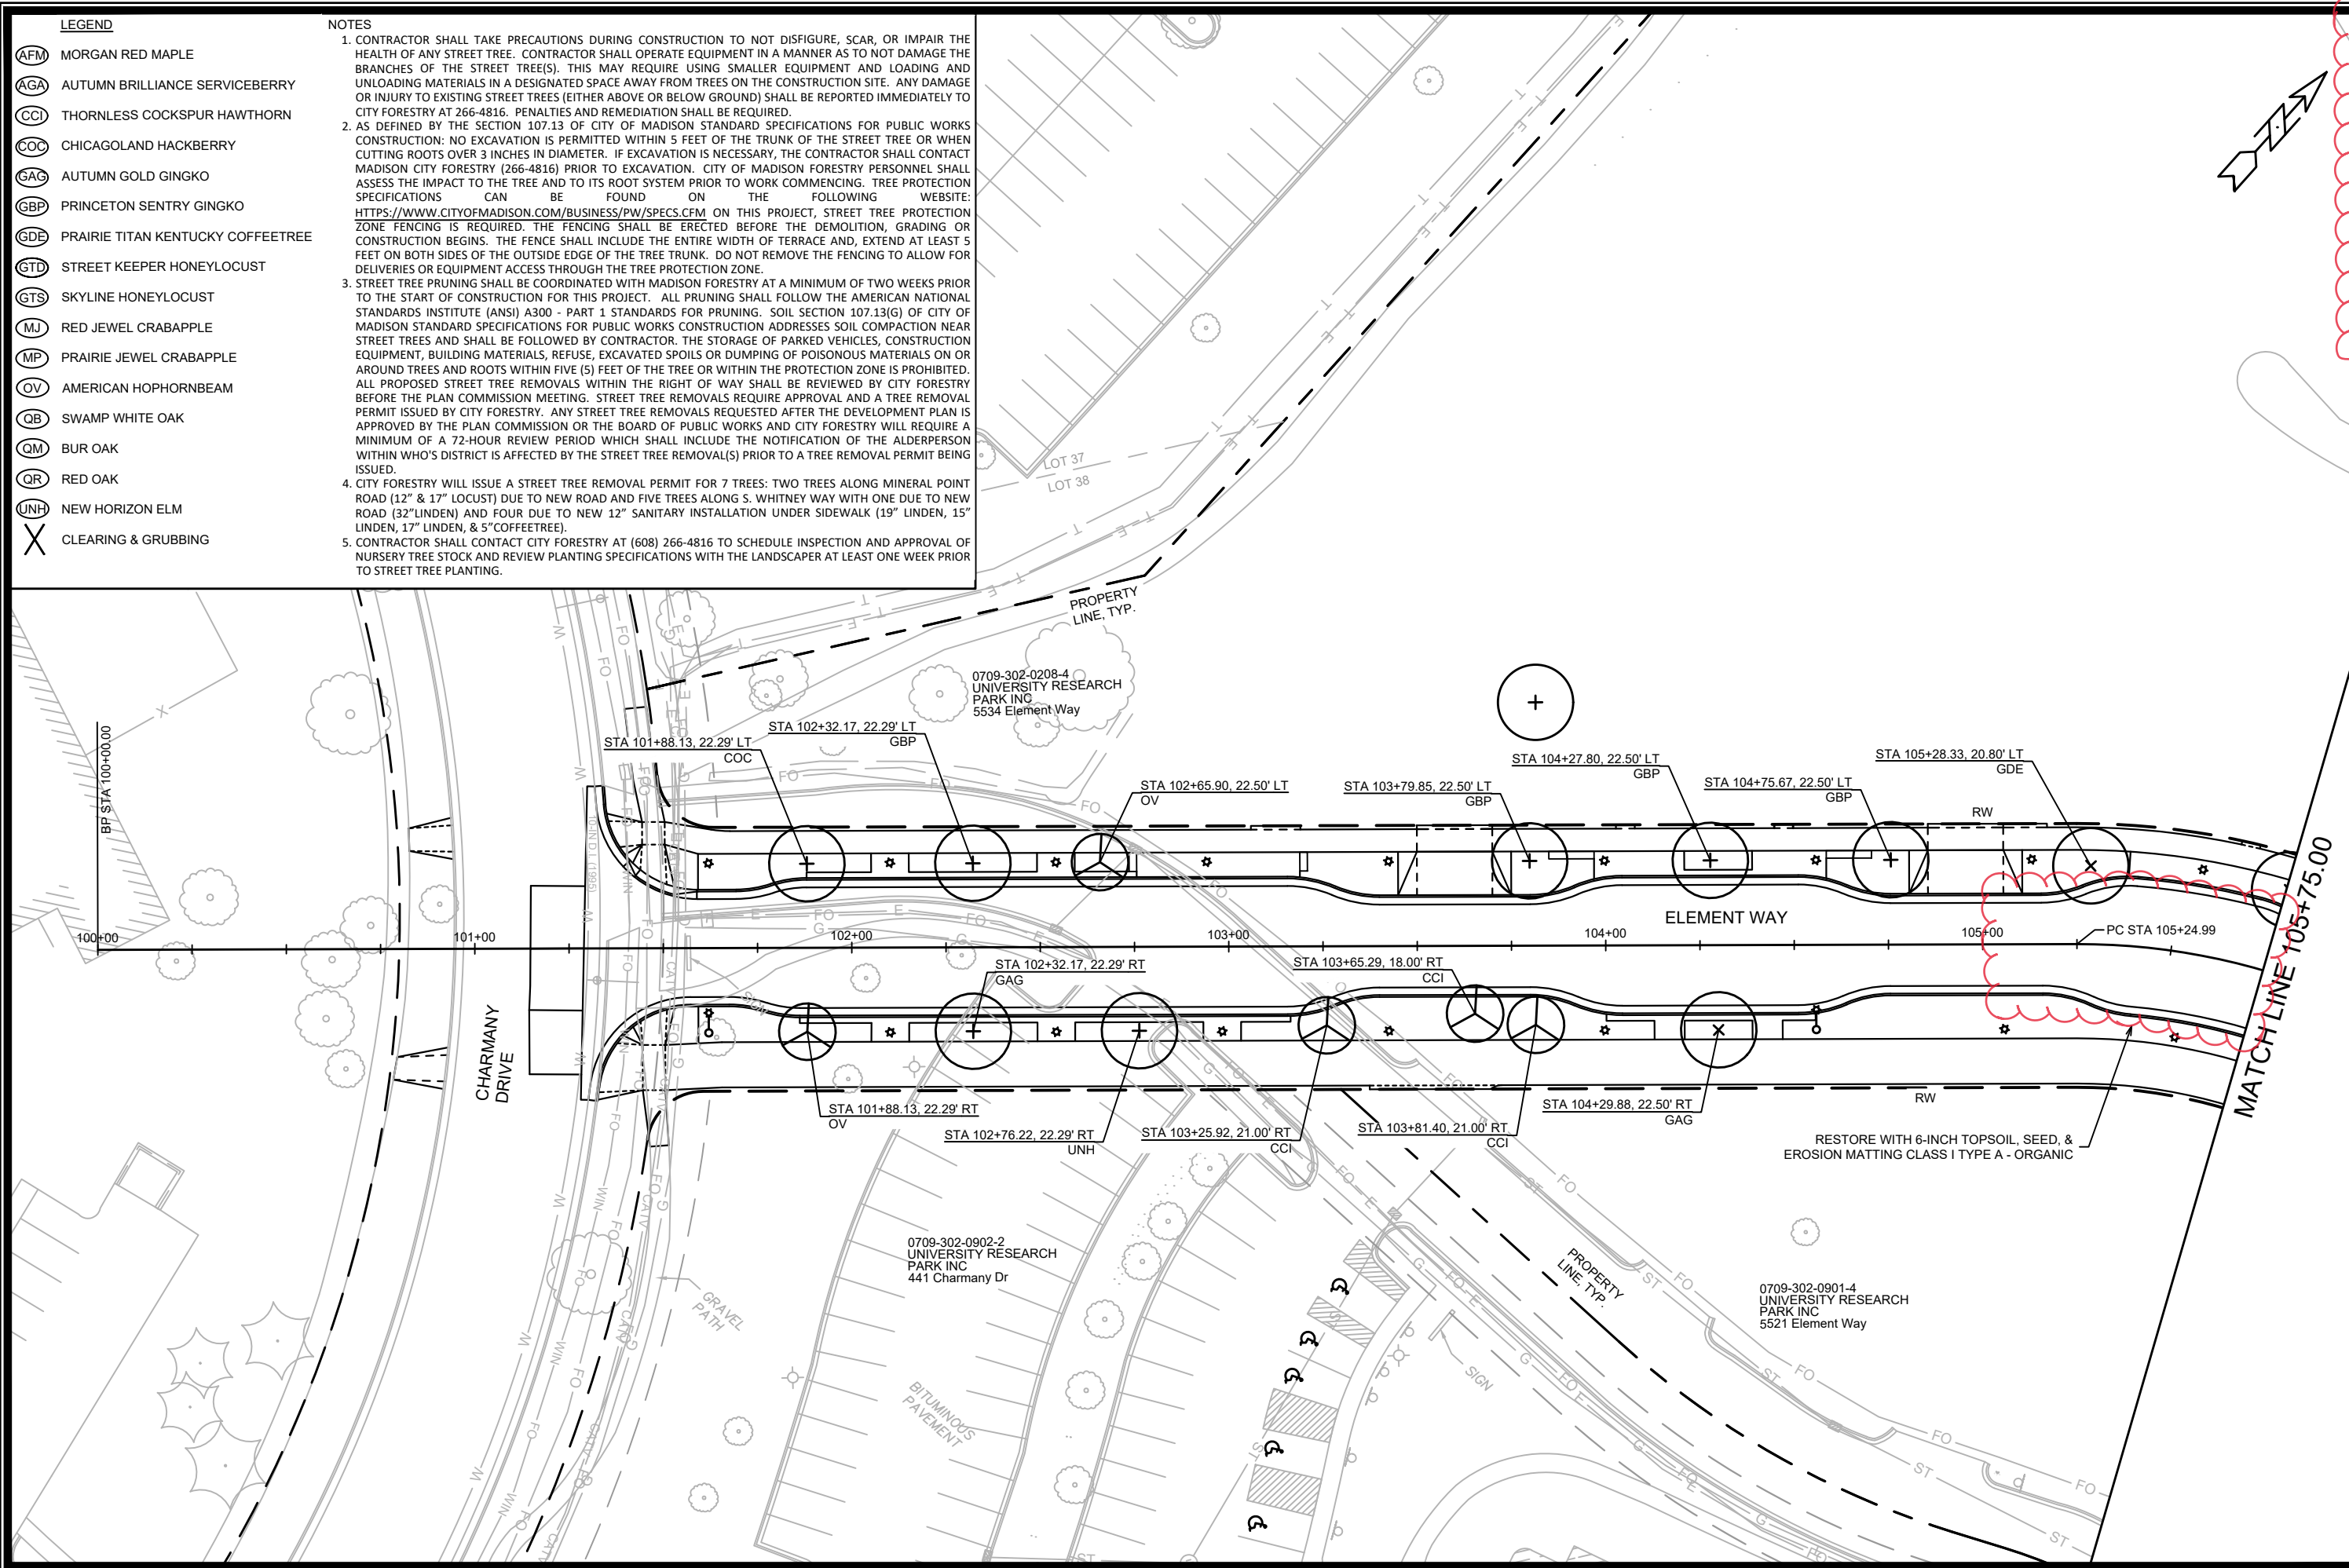 LEGEND
AFM MORGAN RED MAPLE
AGA AUTUMN BRILLIANCE SERVICEBERRY
CCI THORNLESS COCKSPUR HAWTHORN
COC CHICAGOLAND HACKBERRY
GAG AUTUMN GOLD GINGKO
GBP PRINCETON SENTRY GINGKO
GDE PRAIRIE TITAN KENTUCKY COFFEETREE
GTD STREET KEEPER HONEYLOCUST
GTS SKYLINE HONEYLOCUST
MJ RED JEWEL CRABAPPLE
MP PRAIRIE JEWEL CRABAPPLE
OV AMERICAN HOPHORNBEAM
QB SWAMP WHITE OAK
QM BUR OAK
QR RED OAK
UNH NEW HORIZON ELM
CLEARING & GRUBBING
NOTES
1. CONTRACTOR SHALL TAKE PRECAUTIONS DURING CONSTRUCTION TO NOT DISFIGURE, SCAR, OR IMPAIR THE
HEALTH OF ANY STREET TREE. CONTRACTOR SHALL OPERATE EQUIPMENT IN A MANNER AS TO NOT DAMAGE THE
BRANCHES OF THE STREET TREE(S). THIS MAY REQUIRE USING SMALLER EQUIPMENT AND LOADING AND
UNLOADING MATERIALS IN A DESIGNATED SPACE AWAY FROM TREES ON THE CONSTRUCTION SITE. ANY DAMAGE
OR INJURY TO EXISTING STREET TREES (EITHER ABOVE OR BELOW GROUND) SHALL BE REPORTED IMMEDIATELY TO
CITY FORESTRY AT 266-4816. PENALTIES AND REMEDIATION SHALL BE REQUIRED.
2. AS DEFINED BY THE SECTION 107.13 OF CITY OF MADISON STANDARD SPECIFICATIONS FOR PUBLIC WORKS
CONSTRUCTION: NO EXCAVATION IS PERMITTED WITHIN 5 FEET OF THE TRUNK OF THE STREET TREE OR WHEN
CUTTING ROOTS OVER 3 INCHES IN DIAMETER. IF EXCAVATION IS NECESSARY, THE CONTRACTOR SHALL CONTACT
MADISON CITY FORESTRY (266-4816) PRIOR TO EXCAVATION. CITY OF MADISON FORESTRY PERSONNEL SHALL
ASSESS THE IMPACT TO THE TREE AND TO ITS ROOT SYSTEM PRIOR TO WORK COMMENCING. TREE PROTECTION
SPECIFICATIONS CAN BE FOUND ON THE FOLLOWING WEBSITE:
HTTPS://WWW.CITYOFMADISON.COM/BUSINESS/PW/SPECS.CFM ON THIS PROJECT, STREET TREE PROTECTION
ZONE FENCING IS REQUIRED. THE FENCING SHALL BE ERECTED BEFORE THE DEMOLITION, GRADING OR
CONSTRUCTION BEGINS. THE FENCE SHALL INCLUDE THE ENTIRE WIDTH OF TERRACE AND, EXTEND AT LEAST 5
FEET ON BOTH SIDES OF THE OUTSIDE EDGE OF THE TREE TRUNK. DO NOT REMOVE THE FENCING TO ALLOW FOR
DELIVERIES OR EQUIPMENT ACCESS THROUGH THE TREE PROTECTION ZONE.
3. STREET TREE PRUNING SHALL BE COORDINATED WITH MADISON FORESTRY AT A MINIMUM OF TWO WEEKS PRIOR
TO THE START OF CONSTRUCTION FOR THIS PROJECT. ALL PRUNING SHALL FOLLOW THE AMERICAN NATIONAL
STANDARDS INSTITUTE (ANSI) A300 - PART 1 STANDARDS FOR PRUNING. SOIL SECTION 107.13(G) OF CITY OF
MADISON STANDARD SPECIFICATIONS FOR PUBLIC WORKS CONSTRUCTION ADDRESSES SOIL COMPACTION NEAR
STREET TREES AND SHALL BE FOLLOWED BY CONTRACTOR. THE STORAGE OF PARKED VEHICLES, CONSTRUCTION
EQUIPMENT, BUILDING MATERIALS, REFUSE, EXCAVATED SPOILS OR DUMPING OF POISONOUS MATERIALS ON OR
AROUND TREES AND ROOTS WITHIN FIVE (5) FEET OF THE TREE OR WITHIN THE PROTECTION ZONE IS PROHIBITED.
ALL PROPOSED STREET TREE REMOVALS WITHIN THE RIGHT OF WAY SHALL BE REVIEWED BY CITY FORESTRY
BEFORE THE PLAN COMMISSION MEETING. STREET TREE REMOVALS REQUIRE APPROVAL AND A TREE REMOVAL
PERMIT ISSUED BY CITY FORESTRY. ANY STREET TREE REMOVALS REQUESTED AFTER THE DEVELOPMENT PLAN IS
APPROVED BY THE PLAN COMMISSION OR THE BOARD OF PUBLIC WORKS AND CITY FORESTRY WILL REQUIRE A
MINIMUM OF A 72-HOUR REVIEW PERIOD WHICH SHALL INCLUDE THE NOTIFICATION OF THE ALDERPERSON
WITHIN WHO'S DISTRICT IS AFFECTED BY THE STREET TREE REMOVAL(S) PRIOR TO A TREE REMOVAL PERMIT BEING
ISSUED.
4. CITY FORESTRY WILL ISSUE A STREET TREE REMOVAL PERMIT FOR 7 TREES: TWO TREES ALONG MINERAL POINT
ROAD (12” & 17” LOCUST) DUE TO NEW ROAD AND FIVE TREES ALONG S. WHITNEY WAY WITH ONE DUE TO NEW
ROAD (32”LINDEN) AND FOUR DUE TO NEW 12” SANITARY INSTALLATION UNDER SIDEWALK (19” LINDEN, 15”
LINDEN, 17” LINDEN, & 5”COFFEETREE).
5. CONTRACTOR SHALL CONTACT CITY FORESTRY AT (608) 266-4816 TO SCHEDULE INSPECTION AND APPROVAL OF
NURSERY TREE STOCK AND REVIEW PLANTING SPECIFICATIONS WITH THE LANDSCAPER AT LEAST ONE WEEK PRIOR
TO STREET TREE PLANTING.
LOT 37
LOT 38
PROPERTY
LINE, TYP.
0709-302-0208-4
UNIVERSITY RESEARCH
PARK INC
5534 Element Way
BP STA 100+00.00
STA 101+88.13, 22.29' LT
COC
STA 102+32.17, 22.29' LT
GBP
STA 102+65.90, 22.50' LT
OV
STA 103+79.85, 22.50' LT
GBP
STA 104+27.80, 22.50' LT
GBP
STA 104+75.67, 22.50' LT
GBP
STA 105+28.33, 20.80' LT
GDE
RW
ELEMENT WAY
100+00
101+00
102+00
103+00
104+00
105+00
PC STA 105+24.99
MATCH LINE 105+75.00
CHARMANY
DRIVE
STA 102+32.17, 22.29' RT
GAG
STA 103+65.29, 18.00' RT
CCI
STA 101+88.13, 22.29' RT
OV
STA 102+76.22, 22.29' RT
UNH
STA 103+25.92, 21.00' RT
CCI
STA 103+81.40, 21.00' RT
CCI
STA 104+29.88, 22.50' RT
GAG
RW
RESTORE WITH 6-INCH TOPSOIL, SEED, &
EROSION MATTING CLASS I TYPE A - ORGANIC
0709-302-0902-2
UNIVERSITY RESEARCH
PARK INC
441 Charmany Dr
GRAVEL
PATH
BITUMINOUS
PAVEMENT
SIGN
PROPERTY
LINE, TYP.
0709-302-0901-4
UNIVERSITY RESEARCH
PARK INC
5521 Element Way